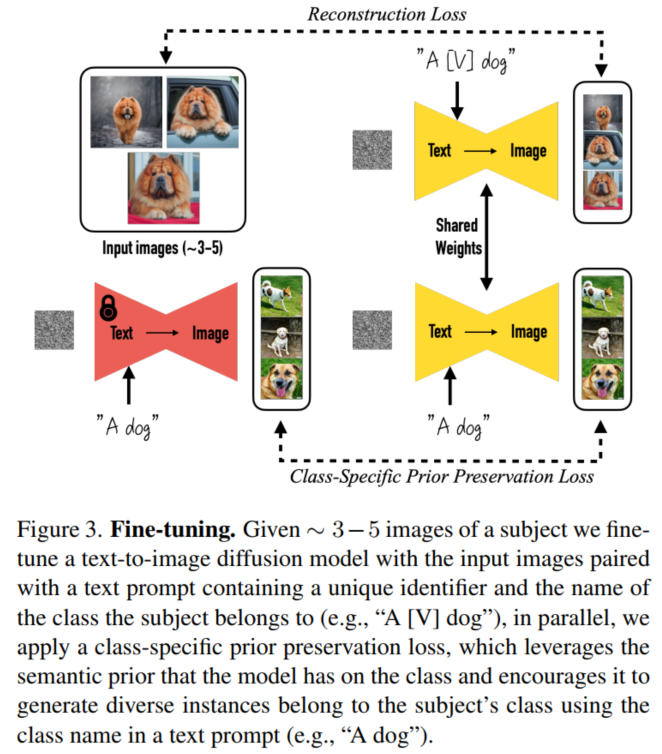 Reconstruction Loss
"A [V] dog"
Text → Image
Input images (~3-5)
Shared
Weights
Text → Image
Text → Image
"A dog"
"A dog"
Class-Specific Prior Preservation Loss
Figure 3. Fine-tuning. Given ∼ 3 − 5 images of a subject we fine-
tune a text-to-image diffusion model with the input images paired
with a text prompt containing a unique identifier and the name of
the class the subject belongs to (e.g., “A [V] dog”), in parallel, we
apply a class-specific prior preservation loss, which leverages the
semantic prior that the model has on the class and encourages it to
generate diverse instances belong to the subject’s class using the
class name in a text prompt (e.g., “A dog”).